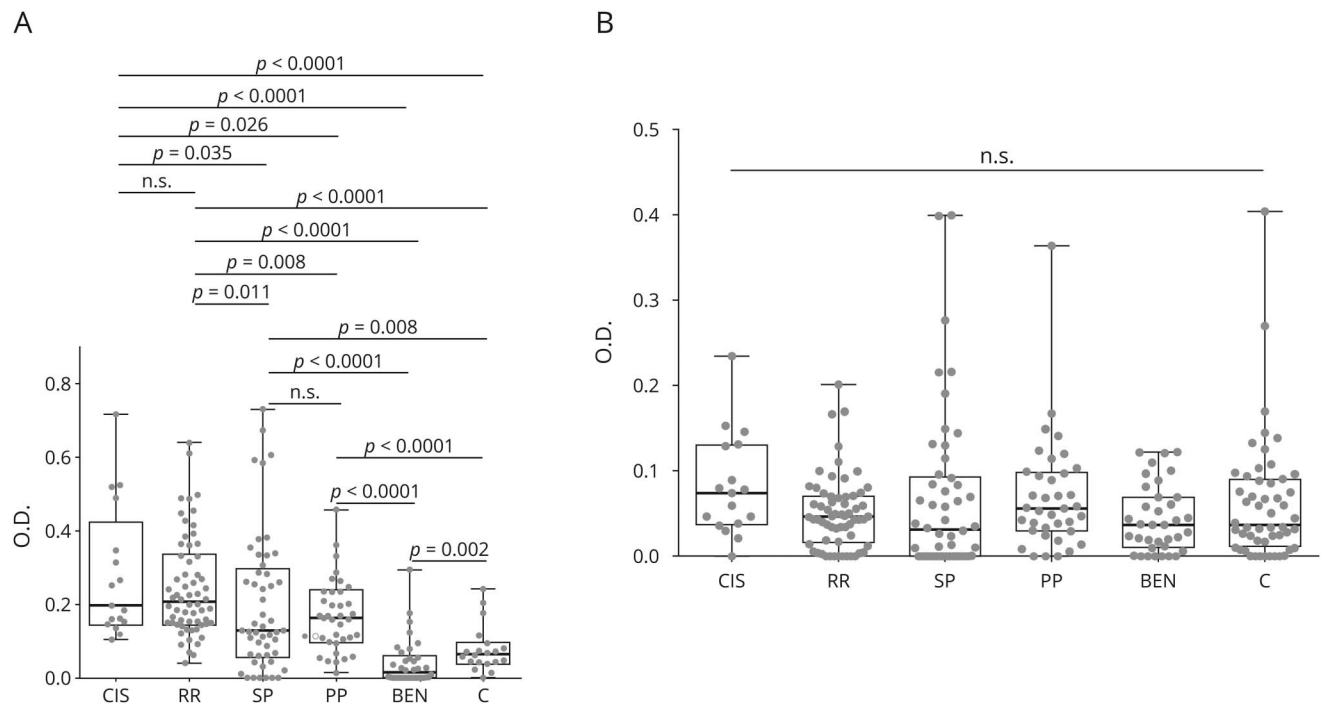 A
p < 0.0001
p < 0.0001
p = 0.026
p = 0.035
n.s.
p < 0.0001
p < 0.0001
p = 0.008
p = 0.011
p = 0.008
p < 0.0001
n.s.
p < 0.0001
p < 0.0001
p = 0.002
O.D.
0.8
0.6
0.4
0.2
0.0
CIS RR SP PP BEN C
B
n.s.
O.D.
0.5
0.4
0.3
0.2
0.1
0.0
CIS RR SP PP BEN C